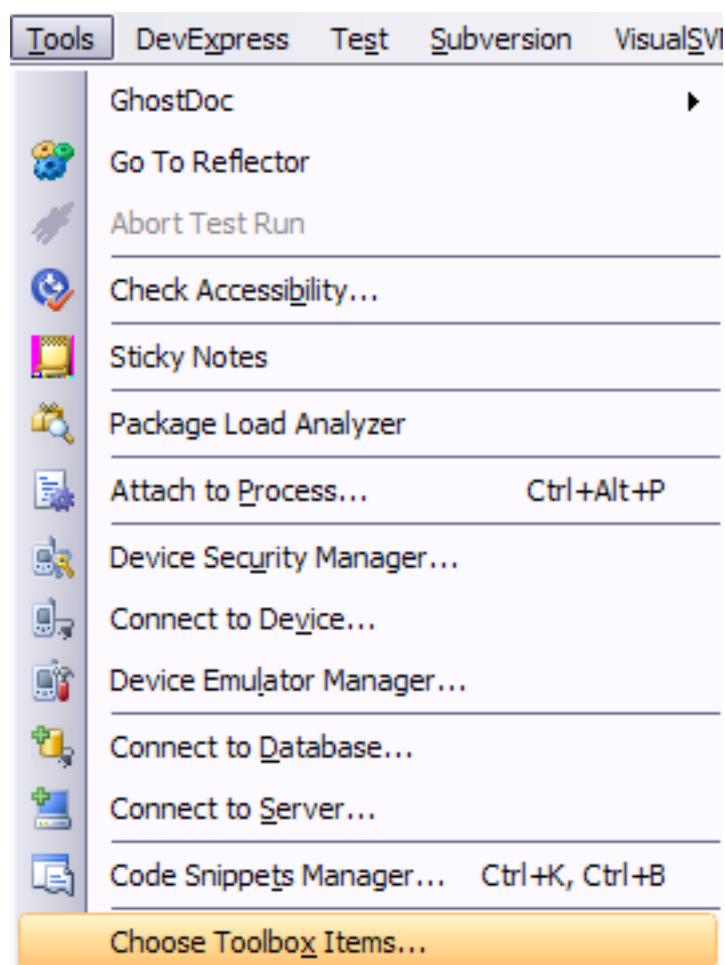 Tools DevExpress Test Subversion
GhostDoc
Go To Reflector
Abort Test Run
Check Accessibility...
Sticky Notes
Package Load Analyzer
Attach to Process... Ctrl+Alt+P
Device Security Manager...
Connect to Device...
Device Emulator Manager...
Connect to Database...
Connect to Server...
Code Snippets Manager... Ctrl+K, Ctrl+B
Choose Toolbox Items...